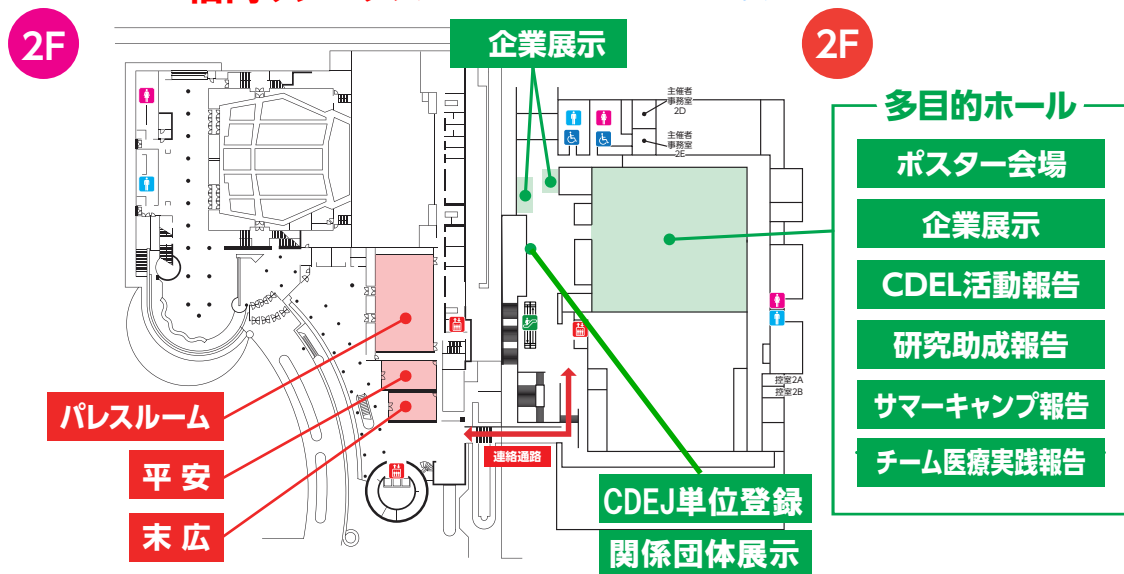 2F
企業展示
2F
主催者
事務室
2D
主催者
事務室
2E
多目的ホール
ポスター会場
企業展示
CDEL活動報告
研究助成報告
サマーキャンプ報告
チーム医療実践報告
控室2A
控室2B
パレスルーム
平安
末広
連絡通路
CDEJ単位登録
関係団体展示